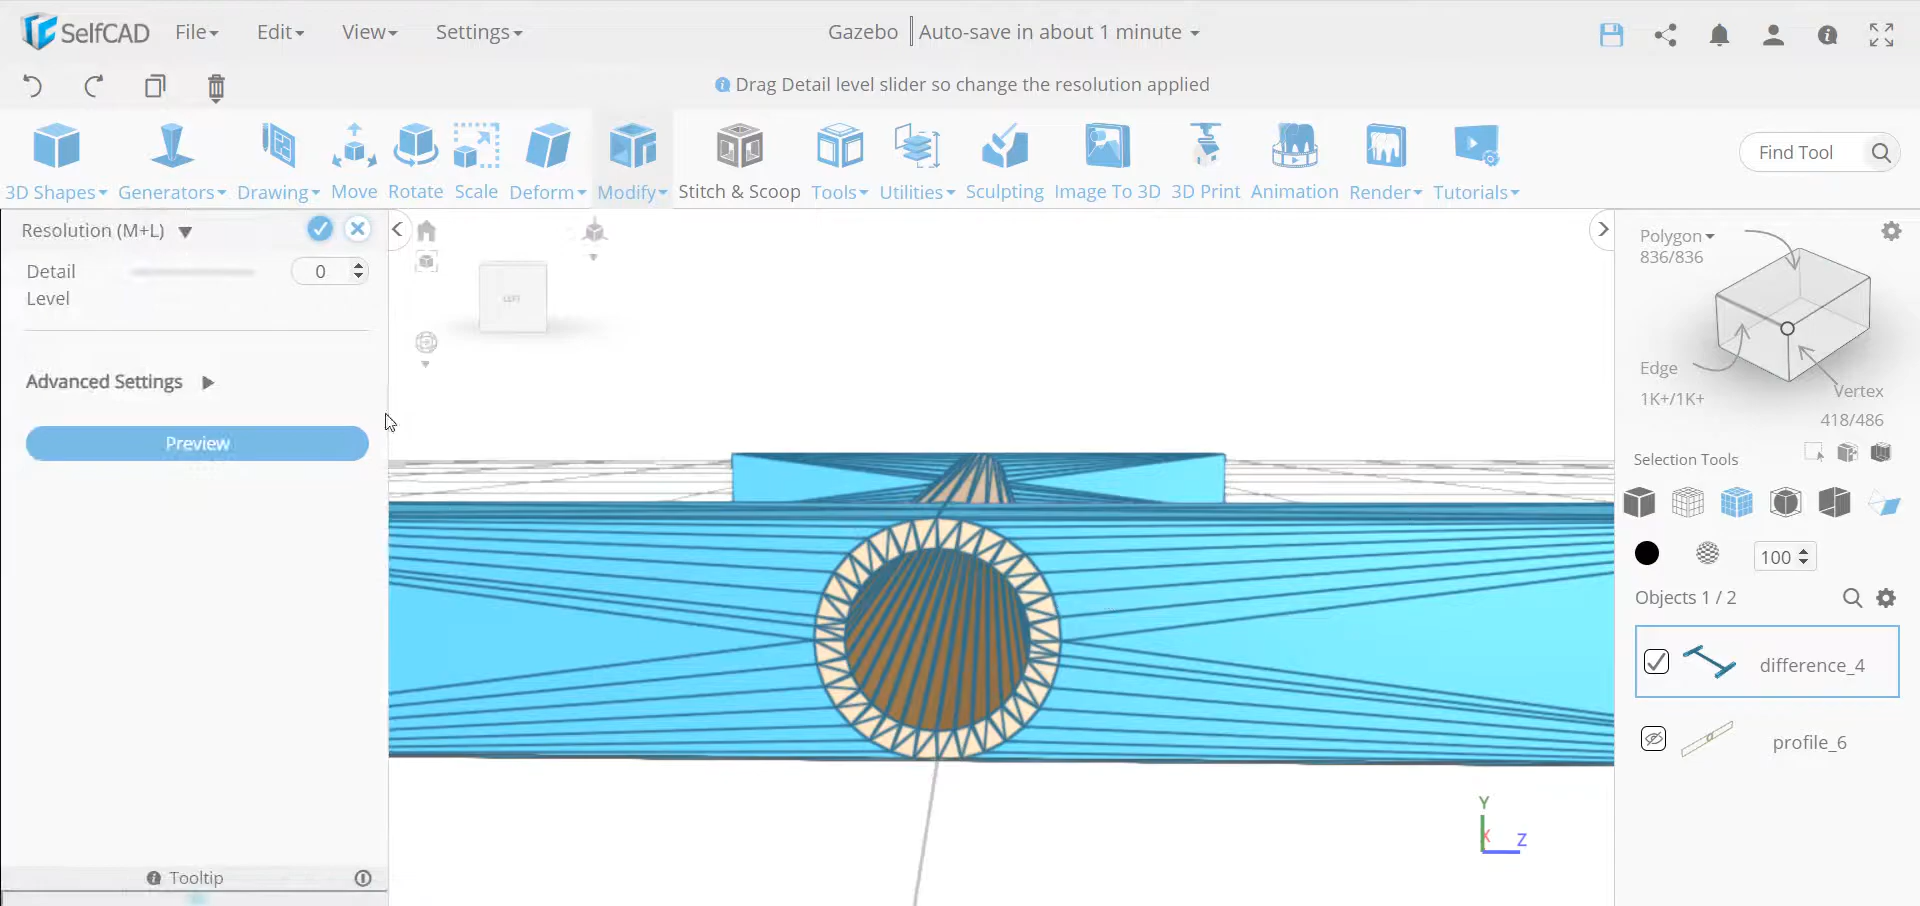 SelfCAD File Edit View Settings Gazebo Auto-save in about 1 minute
Drag Detail level slider so change the resolution applied
3D Shapes Generators Drawing Move Rotate Scale Deform Modify Stitch & Scoop Tools Utilities Sculpting Image To 3D 3D Print Animation Render Tutorials
Find Tool
Resolution (M+L)
Detail
Level
0
Advanced Settings
Preview
Tooltip
LEFT
Y
X
Z
Polygon
836/836
Edge
1K+/1K+
Vertex
418/486
Selection Tools
100
Objects 1 / 2
difference_4
profile_6